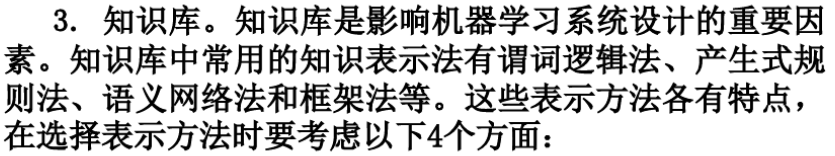 3. 知识库。知识库是影响机器学习系统设计的重要因
素。知识库中常用的知识表示法有谓词逻辑法、产生式规
则法、语义网络法和框架法等。这些表示方法各有特点，
在选择表示方法时要考虑以下4个方面：